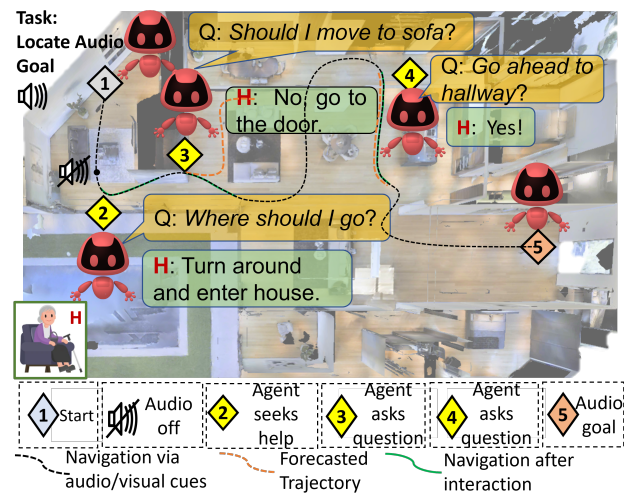 Task:
Locate Audio
Goal
Q: Should I move to sofa?
1
H: No, go to
the door.
4
Q: Go ahead to
hallway?
H: Yes!
3
2
Q: Where should I go?
H: Turn around
and enter house.
5
H
1 Start
Audio
off
2 Agent
seeks
help
3 Agent
asks
question
4 Agent
asks
question
5 Audio
goal
Navigation via
audio/visual cues
Forecasted
Trajectory
Navigation after
interaction